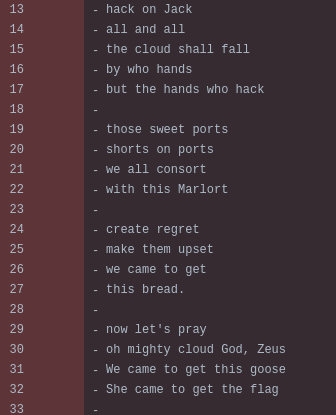 13 - hack on Jack
14 - all and all
15 - the cloud shall fall
16 - by who hands
17 - but the hands who hack
18 -
19 - those sweet ports
20 - shorts on ports
21 - we all consort
22 - with this Marlort
23 -
24 - create regret
25 - make them upset
26 - we came to get
27 - this bread.
28 -
29 - now let's pray
30 - oh mighty cloud God, Zeus
31 - We came to get this goose
32 - She came to get the flag
33 -